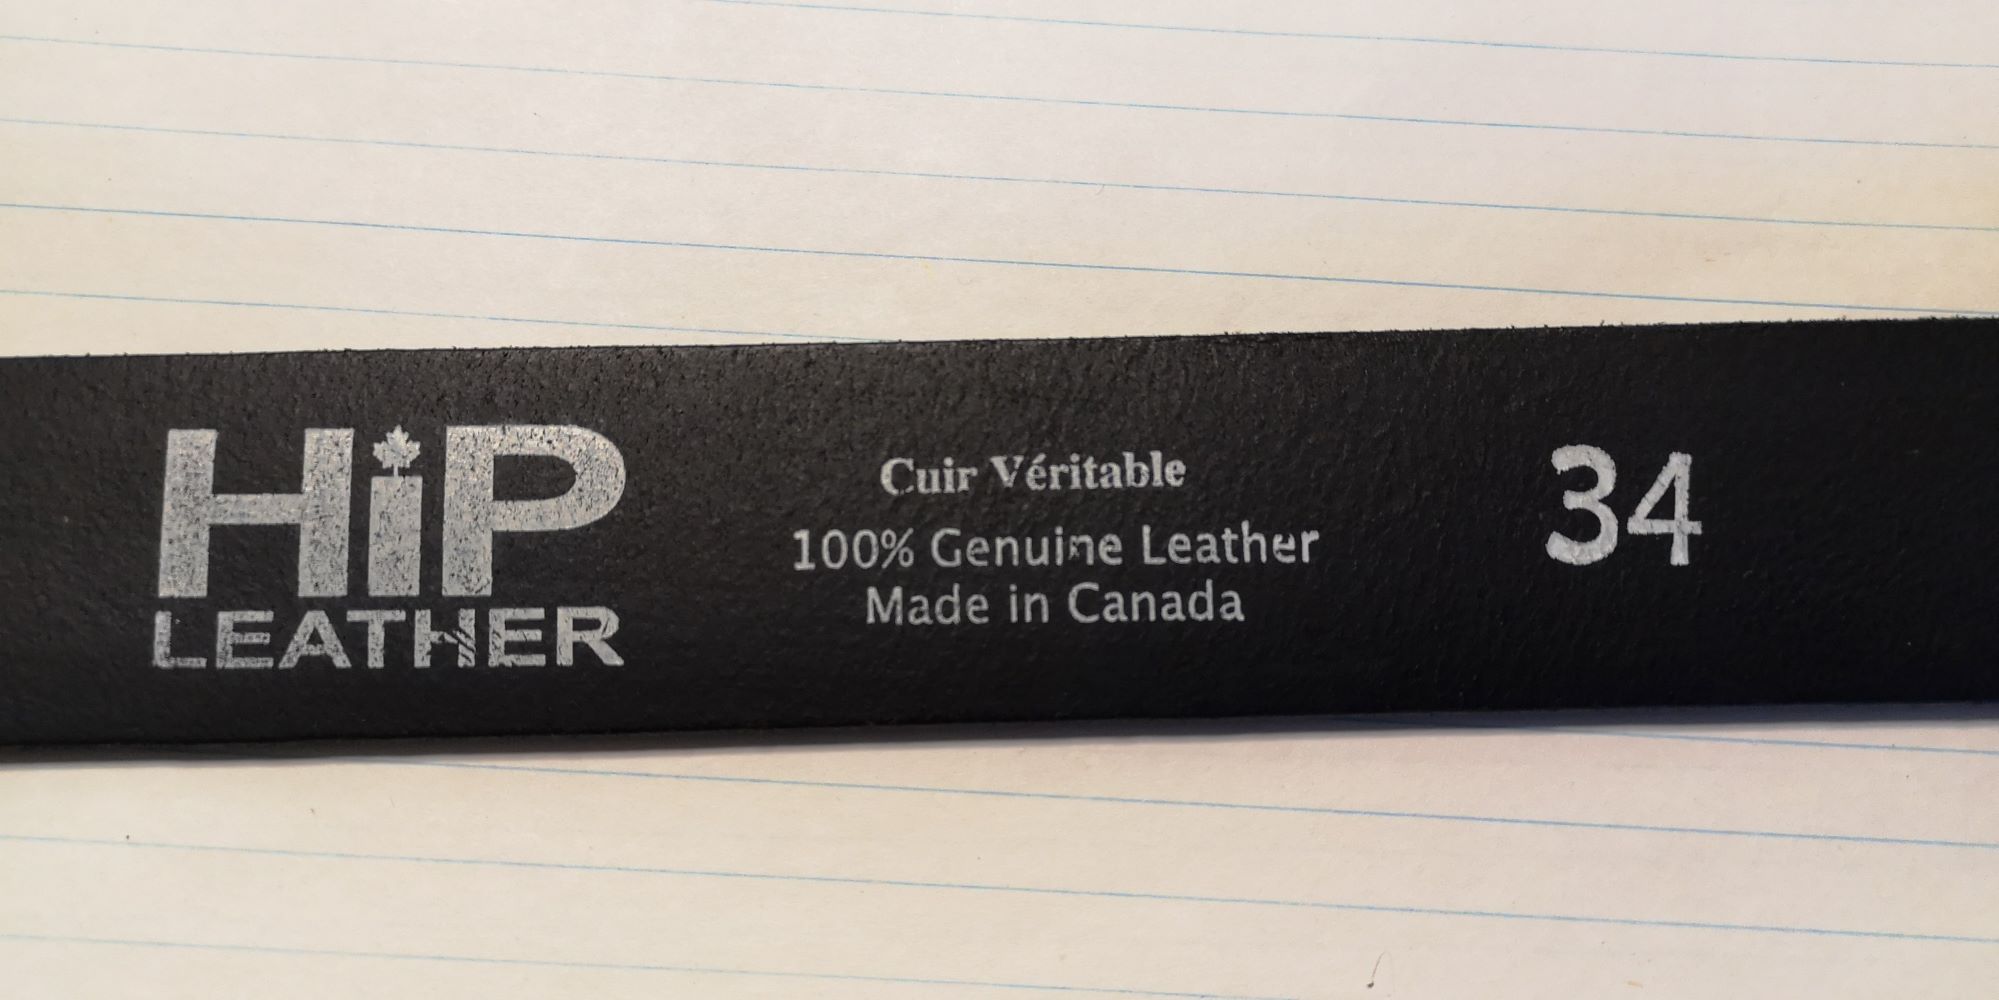 HiP
LEATHER
Cuir Véritable
100% Genuine Leather
Made in Canada
34